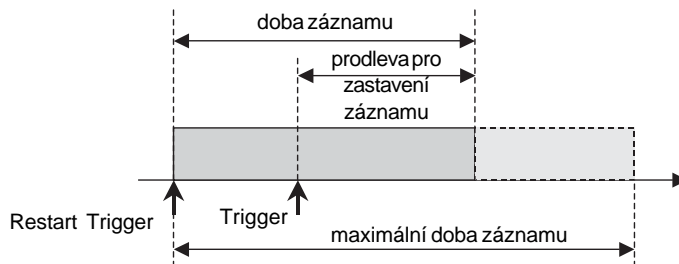 doba záznamu
prodleva pro
zastavení
záznamu
Restart Trigger
Trigger
maximální doba záznamu